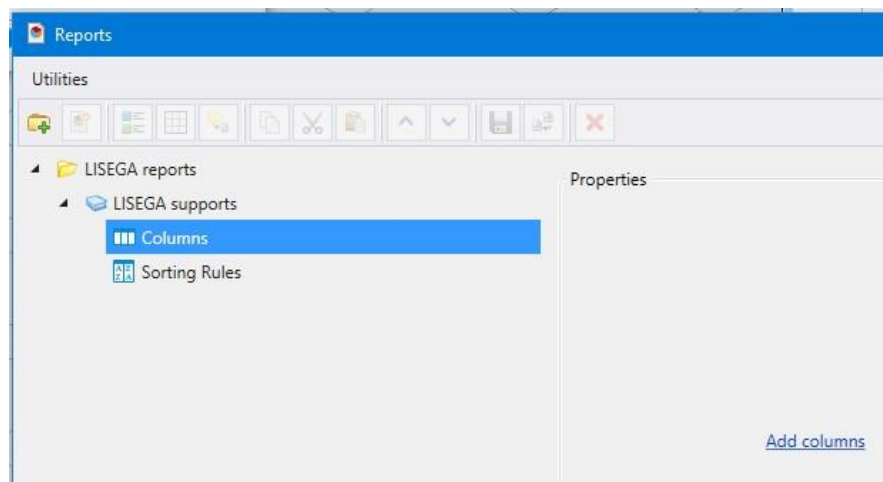 Reports
Utilities
LISEGA reports
Properties
LISEGA supports
Columns
Sorting Rules
Add columns